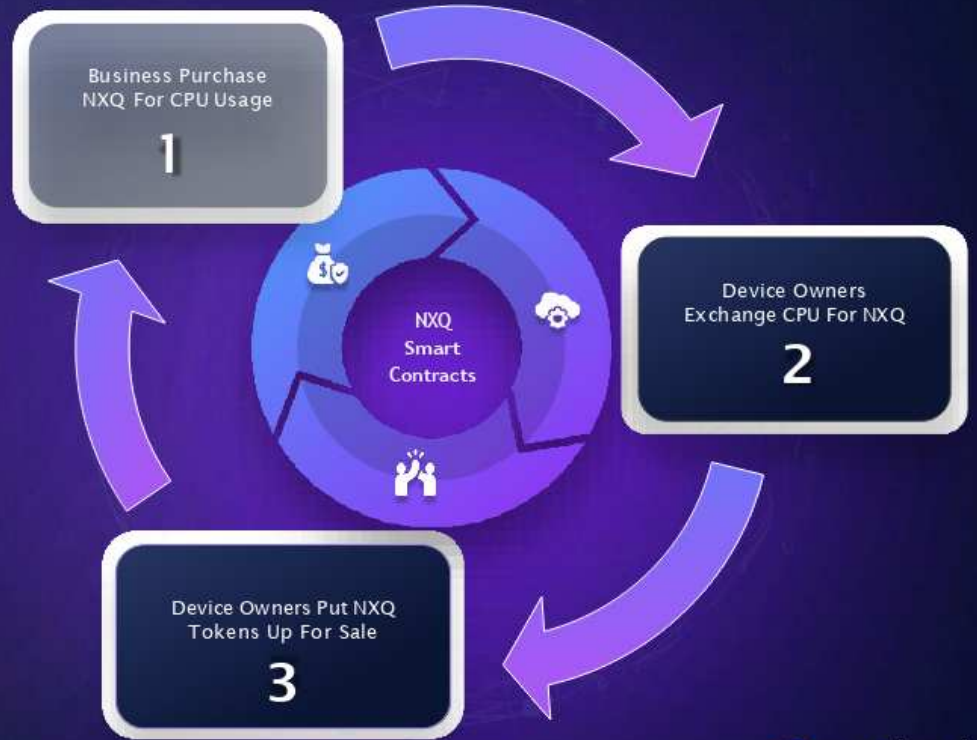 Business Purchase
NXQ For CPU Usage
1
Device Owners
Exchange CPU For NXQ
2
NXQ
Smart
Contracts
Device Owners Put NXQ
Tokens Up For Sale
3